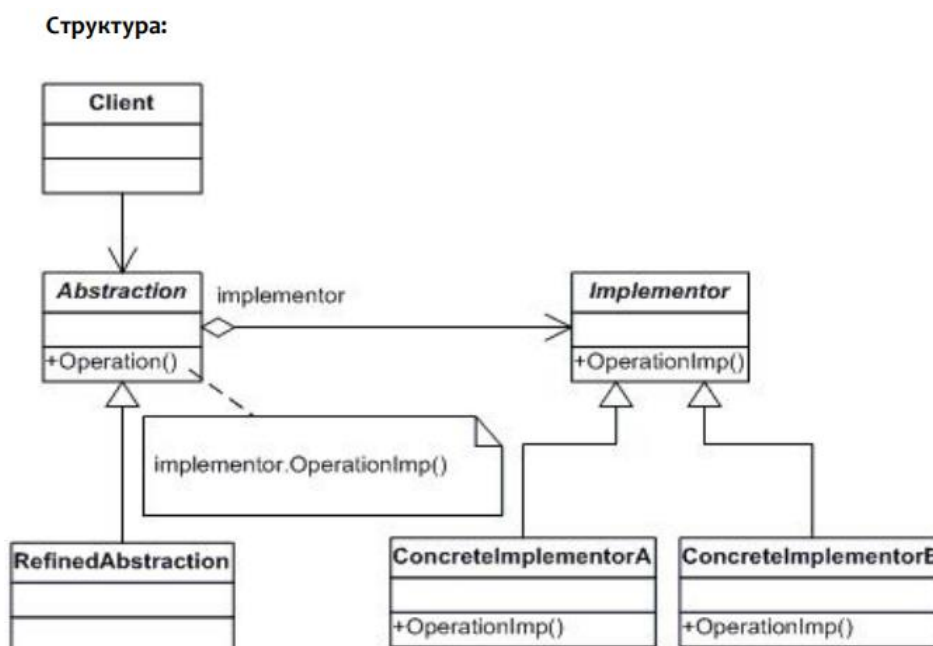 Структура:
Client
Abstraction
implementor
Implementor
+Operation()
+OperationImp()
implementor.OperationImp()
RefinedAbstraction
ConcreteImplementorA
ConcreteImplementorB
+OperationImp()
+OperationImp()